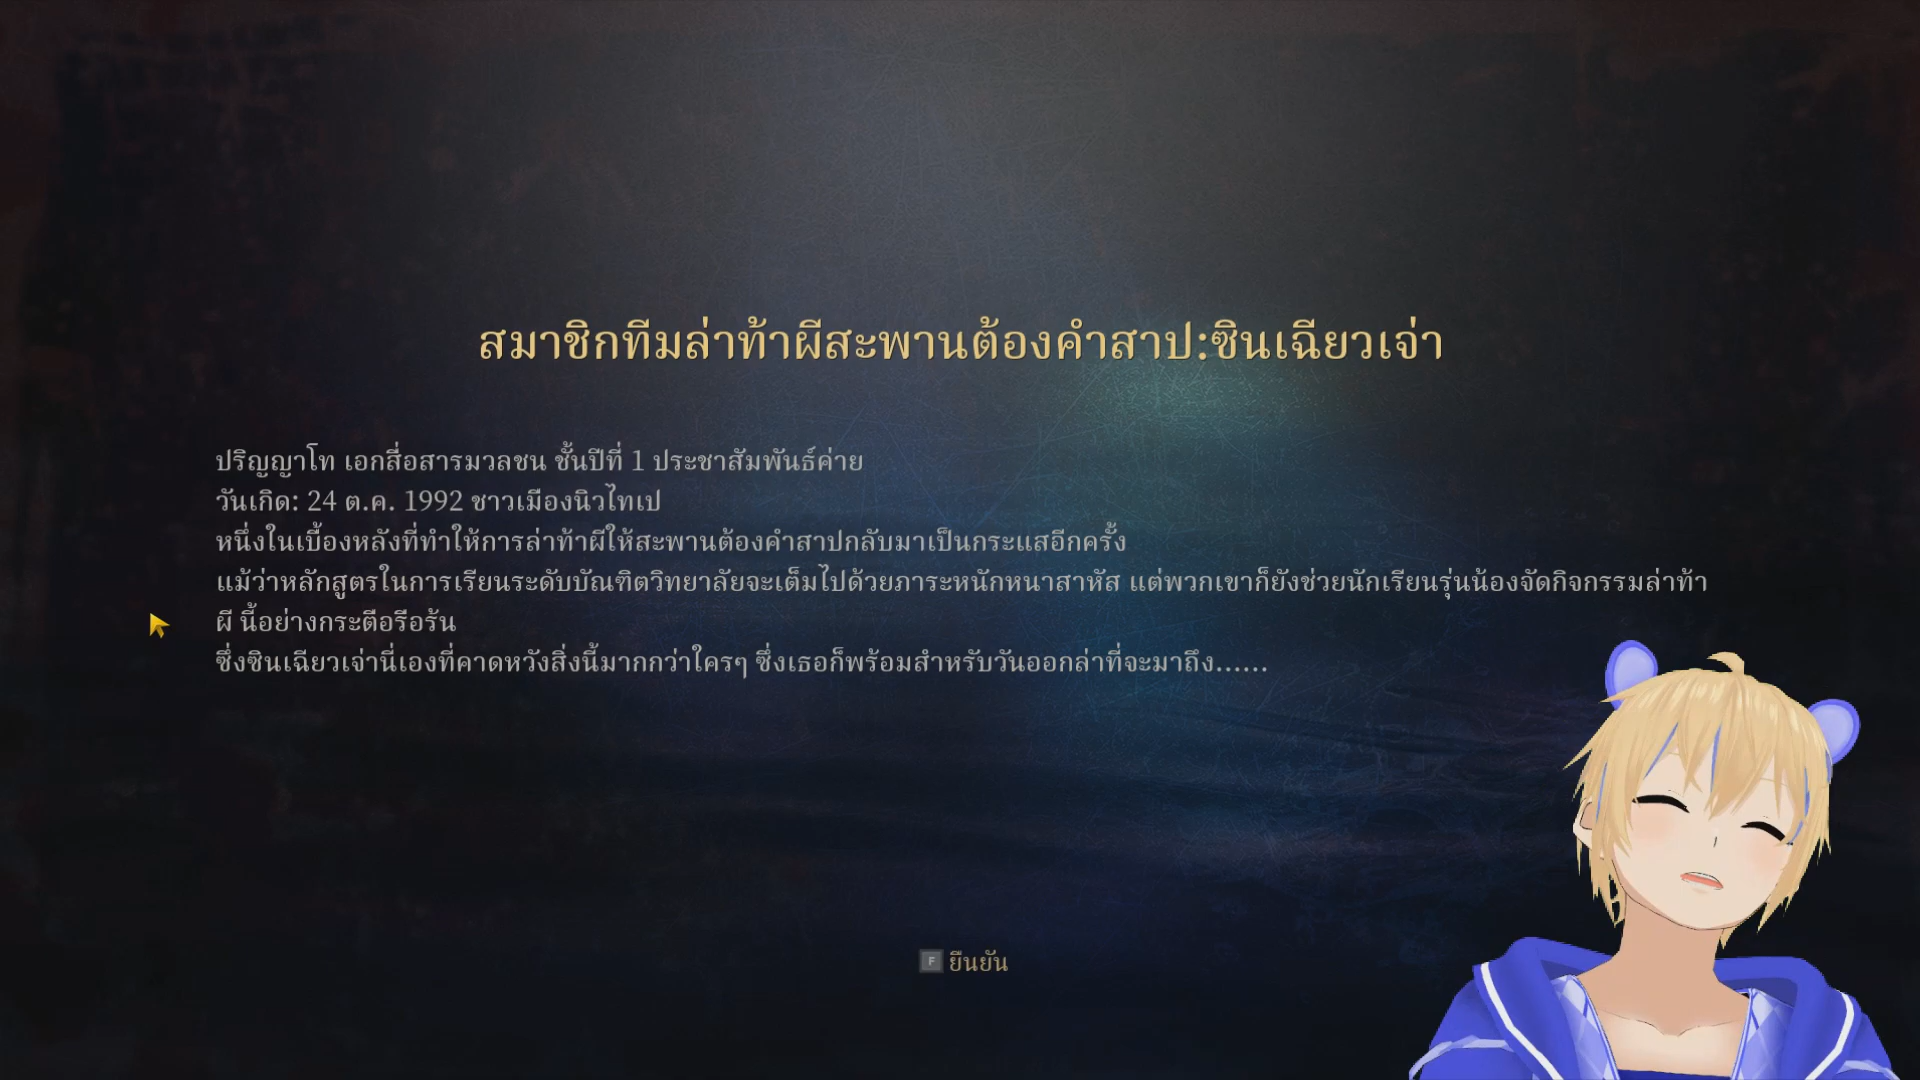 สมาชิกทีมล่าท้าผีสะพานต้องคำสาป:ซินเฉียวเจ่า
ปริญญาโท เอกสื่อสารมวลชน ชั้นปีที่ 1 ประชาสัมพันธ์ค่าย
วันเกิด: 24 ต.ค. 1992 ชาวเมืองนิวไทเป
หนึ่งในเบื้องหลังที่ทำให้การล่าท้าผีให้สะพานต้องคำสาปกลับมาเป็นกระแสอีกครั้ง
แม้ว่าหลักสูตรในการเรียนระดับบัณฑิตวิทยาลัยจะเต็มไปด้วยภาระหนักหนาสาหัส แต่พวกเขาก็ยังช่วยนักเรียนรุ่นน้องจัดกิจกรรมล่าท้า
ผี นี้อย่างกระตือรือร้น
ซึ่งซินเฉียวเจ่านี่เองที่คาดหวังสิ่งนี้มากกว่าใครๆ ซึ่งเธอก็พร้อมสำหรับวันออกล่าที่จะมาถึง......
F ยืนยัน